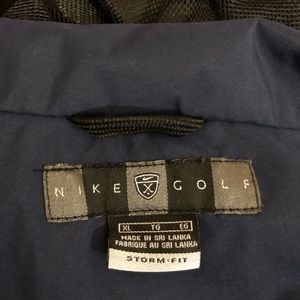 NIKE GOLF
XL TG EG
MADE IN SRI LANKA
FABRIQUE AU SRI LANKA
STORM-FIT